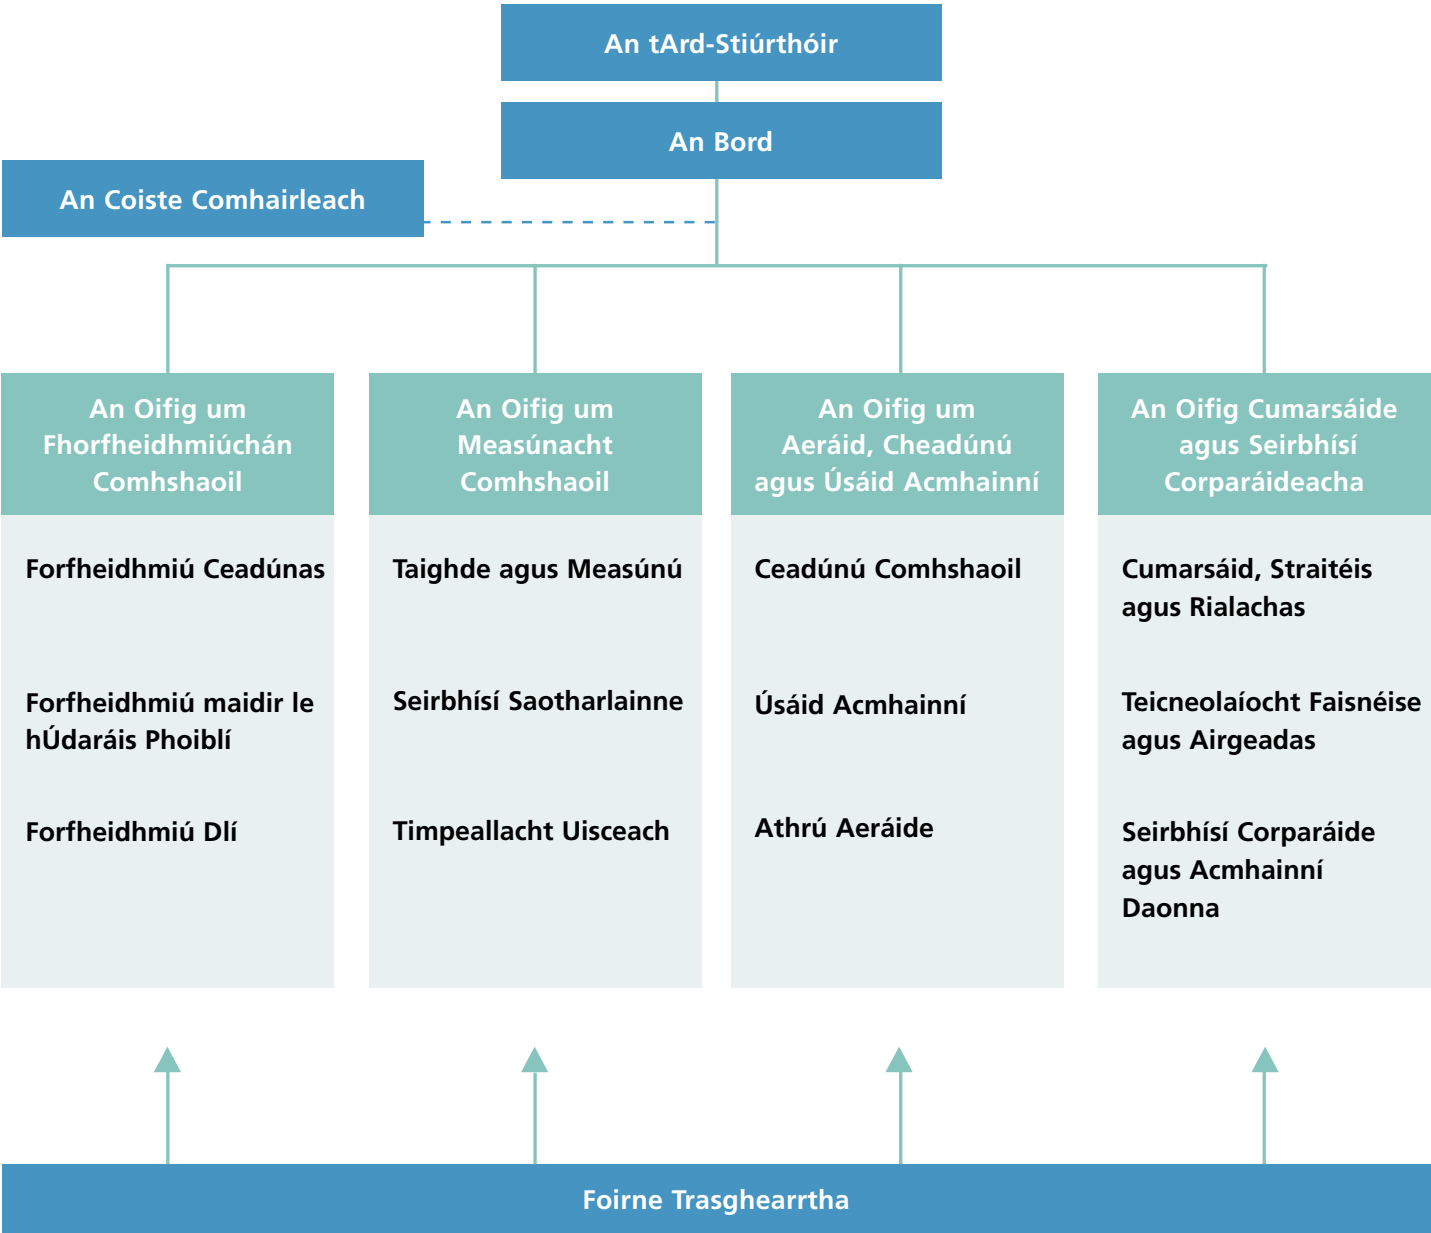 An tArd-Stiúrthóir
An Bord
An Coiste Comhairleach
An Oifig um
Fhorfheidhmiúchán
Comhshaoil
Forfheidhmiú Ceadúnas
Forfheidhmiú maidir le
hÚdaráis Phoiblí
Forfheidhmiú Dlí
An Oifig um
Measúnacht
Comhshaoil
Taighde agus Measúnú
Seirbhísí Saotharlainne
Timpeallacht Uisceach
An Oifig um
Aeráid, Cheadúnú
agus Úsáid Acmhainní
Ceadúnú Comhshaoil
Úsáid Acmhainní
Athrú Aeráide
An Oifig Cumarsáide
agus Seirbhísí
Corparáideacha
Cumarsáid, Straitéis
agus Rialachas
Teicneolaíocht Faisnéise
agus Airgeadas
Seirbhísí Corparáide
agus Acmhainní
Daonna
Foirne Trasghearrtha